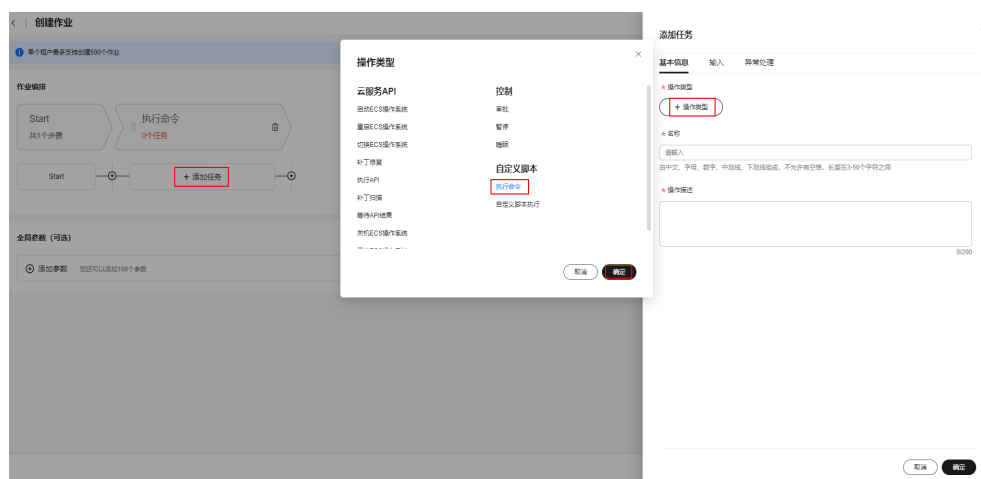 创建作业
单个租户最多支持创建500个作业
作业编排
Start
共1个步骤
执行命令
0个任务
Start
+ 添加任务
全局参数（可选）
添加参数 您还可以添加100个参数
操作类型
云服务API
启动ECS操作系统
重启ECS操作系统
切换ECS操作系统
补丁修复
执行API
补丁扫描
等待API结果
关机ECS操作系统
控制
审批
暂停
睡眠
自定义脚本
执行命令
自定义脚本执行
取消
确定
添加任务
基本信息 输入 异常处理
* 操作类型
+ 操作类型
* 名称
请输入
由中文，字母，数字，中划线，下划线组成，不允许有空格，长度在3-50个字符之间
* 操作描述
0/200
取消
确定